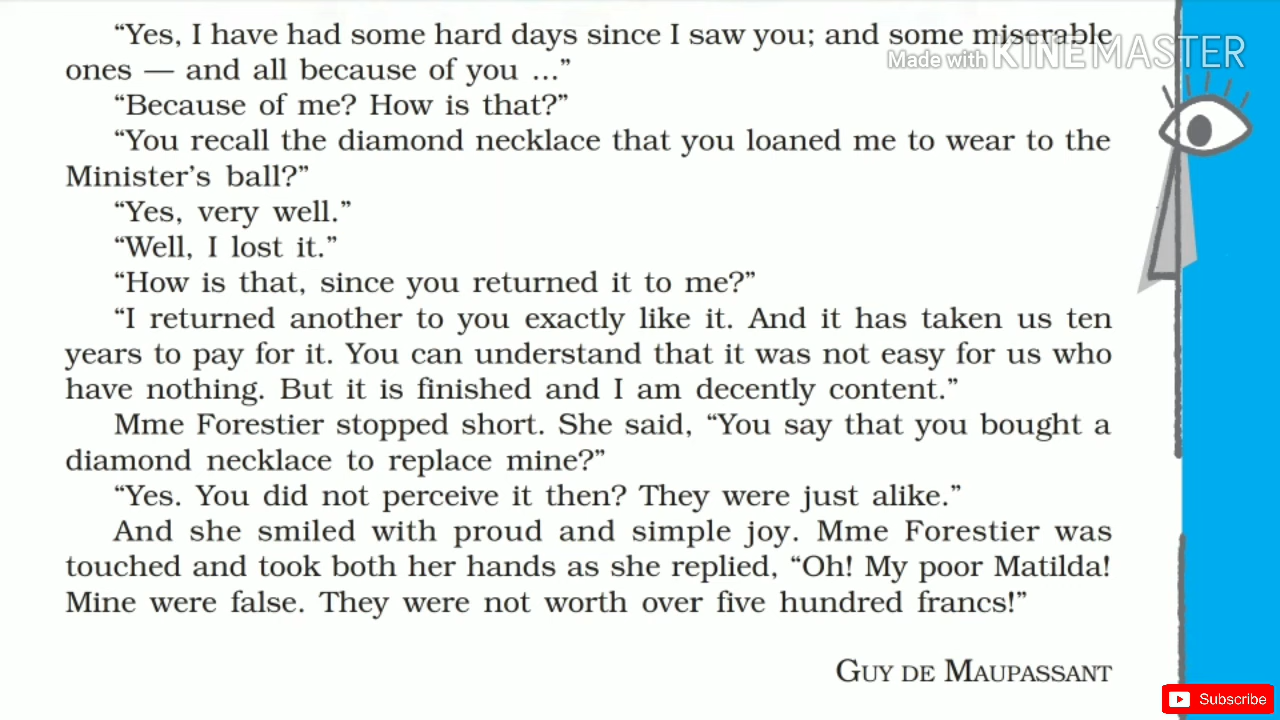 “Yes, I have had some hard days since I saw you; and some miserable
ones — and all because of you ...”
“Because of me? How is that?”
“You recall the diamond necklace that you loaned me to wear to the
Minister’s ball?”
“Yes, very well.”
“Well, I lost it.”
“How is that, since you returned it to me?”
“I returned another to you exactly like it. And it has taken us ten
years to pay for it. You can understand that it was not easy for us who
have nothing. But it is finished and I am decently content.”
Mme Forestier stopped short. She said, “You say that you bought a
diamond necklace to replace mine?”
“Yes. You did not perceive it then? They were just alike.”
And she smiled with proud and simple joy. Mme Forestier was
touched and took both her hands as she replied, “Oh! My poor Matilda!
Mine were false. They were not worth over five hundred francs!”
GUY DE MAUPASSANT
Made with KINEMASTER
Subscribe